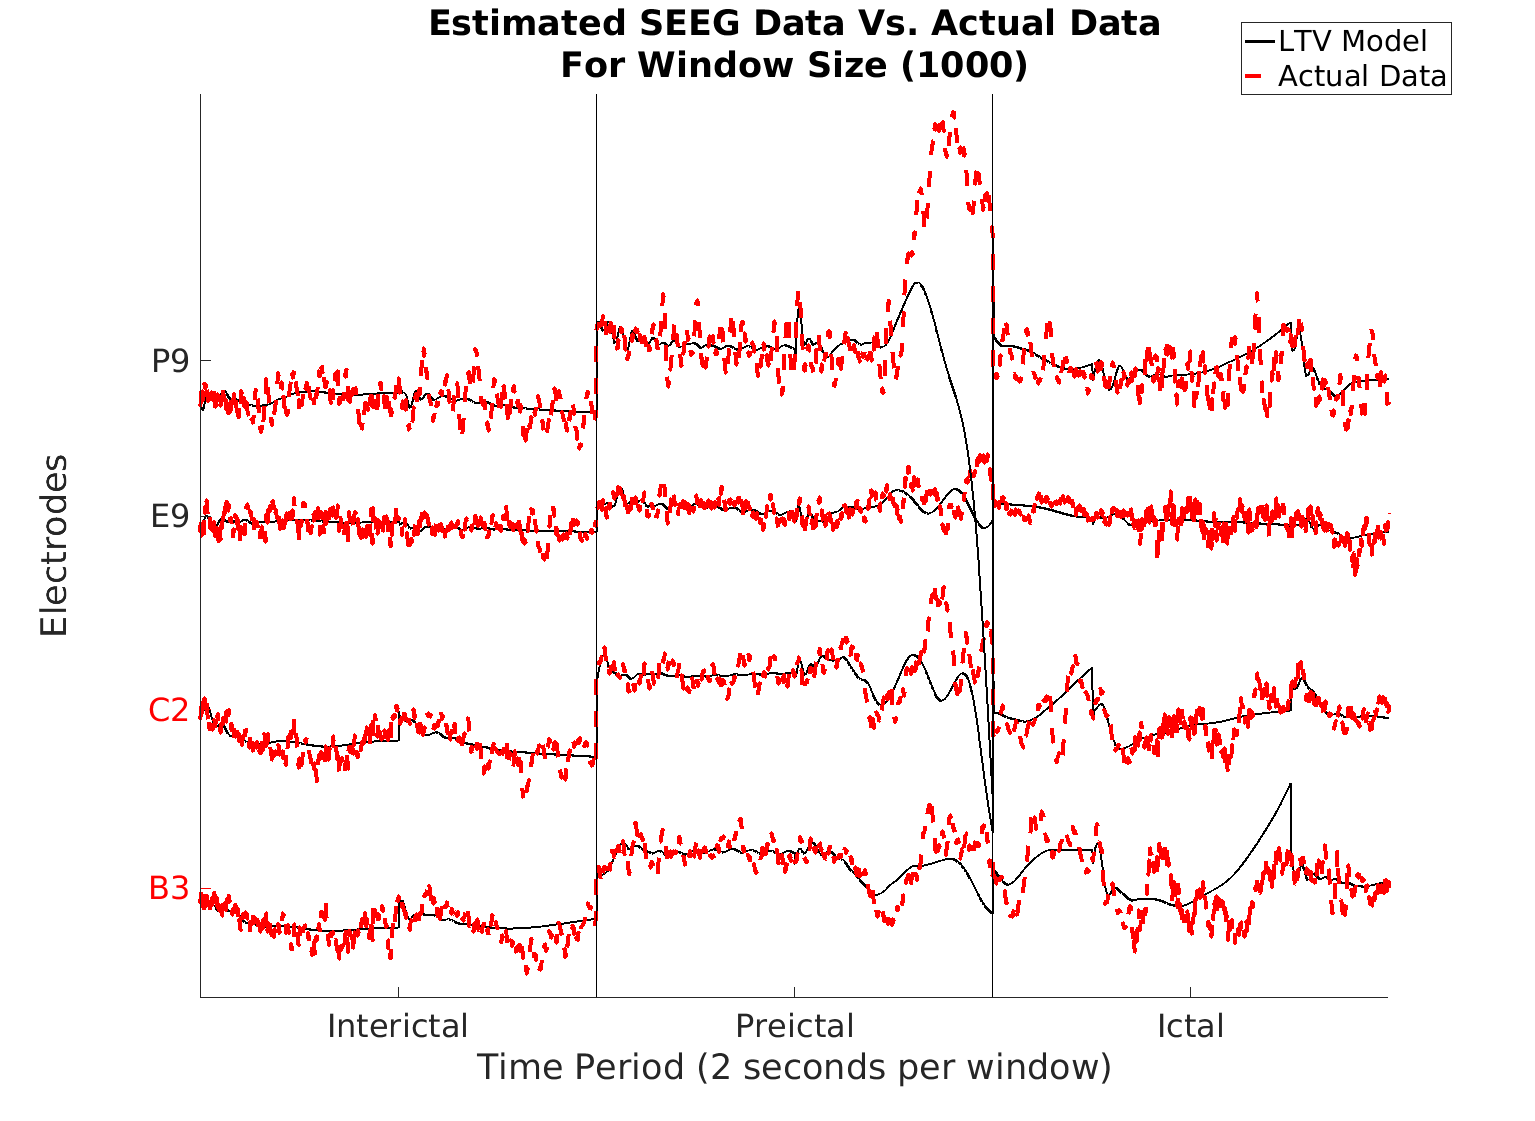 Estimated SEEG Data Vs. Actual Data
For Window Size (1000)
LTV Model
Actual Data
Electrodes
P9
E9
C2
B3
Interictal
Preictal
Ictal
Time Period (2 seconds per window)